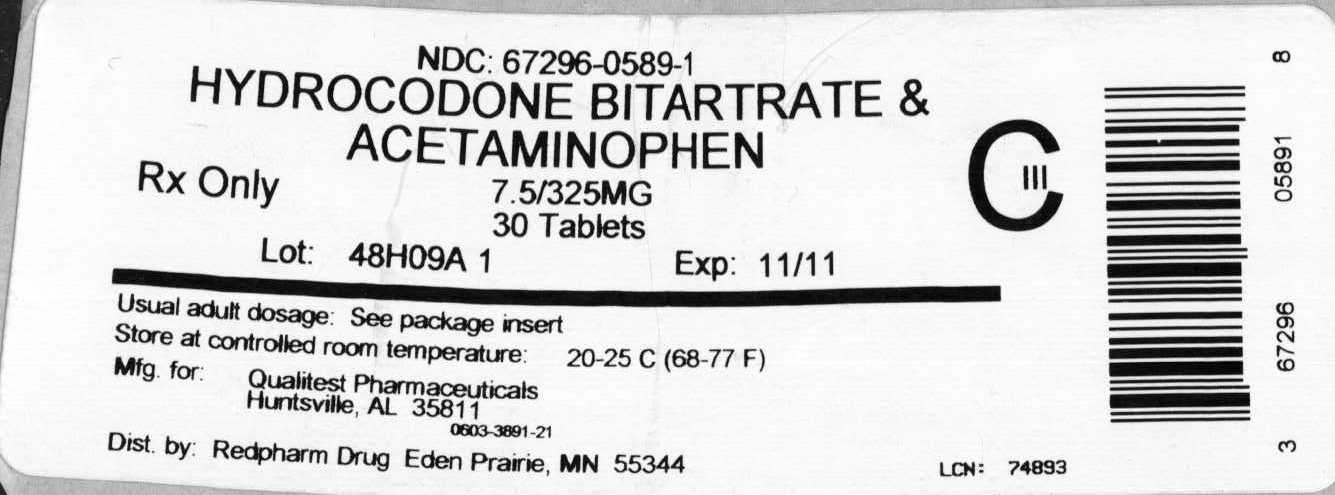 NDC: 67296-0589-1
HYDROCODONE BITARTRATE &
ACETAMINOPHEN
Rx Only
7.5/325MG
30 Tablets
Lot: 48H09A 1 Exp: 11/11
C III
Usual adult dosage: See package insert
Store at controlled room temperature: 20-25 C (68-77 F)
Mfg. for: Qualitest Pharmaceuticals
Huntsville, AL 35811
0603-3891-21
Dist. by: Redpharm Drug Eden Prairie, MN 55344
LCN: 74893
3 67296 05891 8